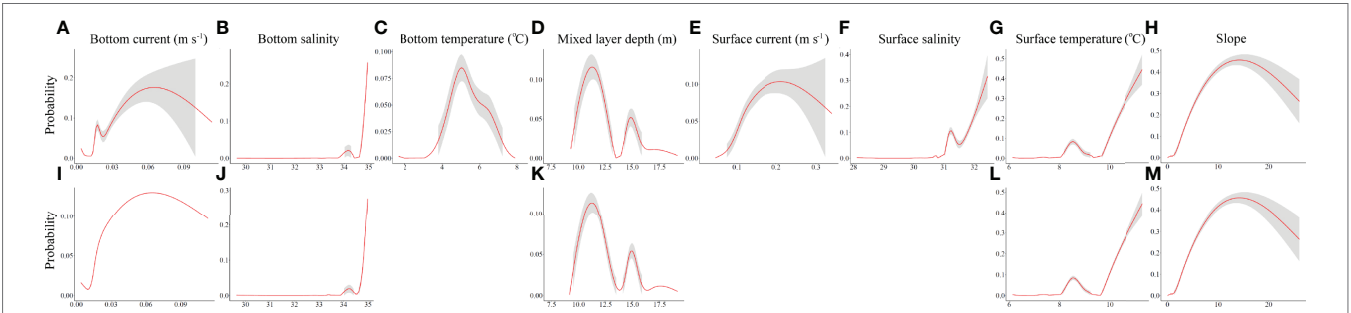 A B C D E F G H
Bottom current (m s⁻¹) Bottom salinity Bottom temperature (°C) Mixed layer depth (m) Surface current (m s⁻¹) Surface salinity Surface temperature (°C) Slope
Probability
0.2 0.1 0.0
0.2 0.1 0.0
0.100 0.075 0.050 0.025 0.000
0.10 0.05 0.00
0.10 0.05 0.00
0.4 0.3 0.2 0.1 0.0
0.5 0.4 0.3 0.2 0.1 0.0
0.5 0.4 0.3 0.2 0.1 0.0
0.00 0.03 0.06 0.09
30 31 32 33 34 35
2 4 6 8
7.5 10.0 12.5 15.0 17.5
0.1 0.2 0.3
28 29 30 31 32
6 8 10
0 10 20
I J K L M
Probability
0.10 0.05 0.00
0.3 0.2 0.1 0.0
0.10 0.05 0.00
0.5 0.4 0.3 0.2 0.1 0.0
0.5 0.4 0.3 0.2 0.1 0.0
0.00 0.03 0.06 0.09
30 31 32 33 34 35
7.5 10.0 12.5 15.0 17.5
6 8 10
0 10 20